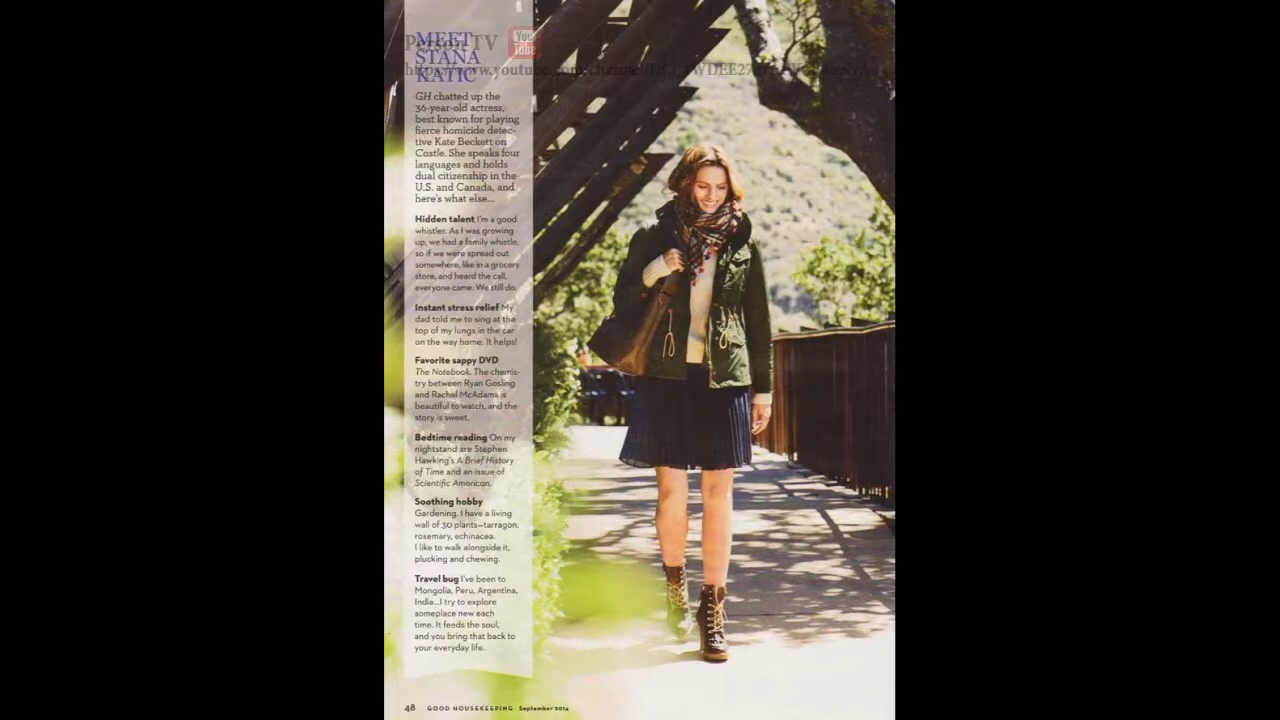 Person TV
You
Tube
MEET
STANA
KATIC
GH chatted up the
36-year-old actress,
best known for playing
fierce homicide detec-
tive Kate Beckett on
Castle. She speaks four
languages and holds
dual citizenship in the
U.S. and Canada, and
here's what else...
Hidden talent I'm a good
whistler. As I was growing
up, we had a family whistle,
so if we were spread out
somewhere, like in a grocery
store, and heard the call,
everyone came. We still do.
Instant stress relief My
dad told me to sing at the
top of my lungs in the car
on the way home. It helps!
Favorite sappy DVD
The Notebook. The chemis-
try between Ryan Gosling
and Rachel McAdams is
beautiful to watch, and the
story is sweet.
Bedtime reading On my
nightstand are Stephen
Hawking's A Brief History
of Time and an issue of
Scientific American.
Soothing hobby
Gardening. I have a living
wall of 30 plants—tarragon,
rosemary, echinacea.
I like to walk alongside it,
plucking and chewing.
Travel bug I've been to
Mongolia, Peru, Argentina,
India...I try to explore
someplace new each
time. It feeds the soul,
and you bring that back to
your everyday life.
48 GOOD HOUSEKEEPING September 2014